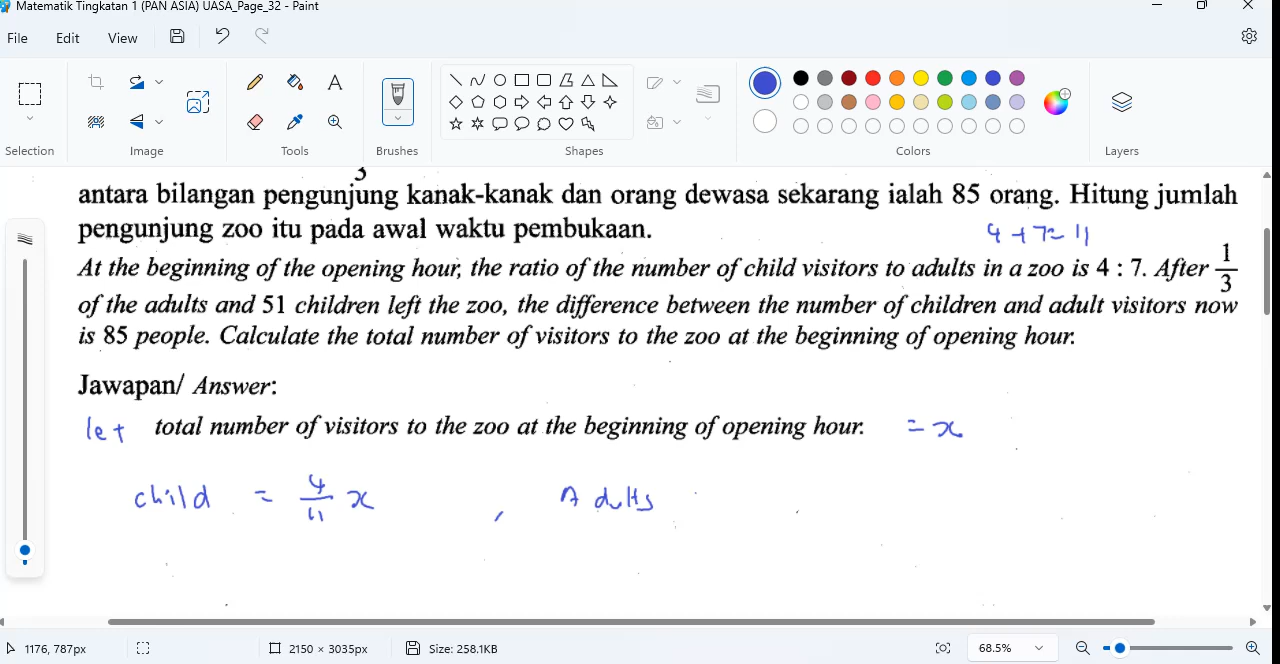 Matematik Tingkatan 1 (PAN ASIA) UASA_Page_32 - Paint
File Edit View
Selection Image Tools Brushes Shapes Colors Layers
3
antara bilangan pengunjung kanak-kanak dan orang dewasa sekarang ialah 85 orang. Hitung jumlah
pengunjung zoo itu pada awal waktu pembukaan.
4 + 7 = 11
At the beginning of the opening hour, the ratio of the number of child visitors to adults in a zoo is 4 : 7. After 1/3
of the adults and 51 children left the zoo, the difference between the number of children and adult visitors now
is 85 people. Calculate the total number of visitors to the zoo at the beginning of opening hour.
Jawapan/ Answer:
let total number of visitors to the zoo at the beginning of opening hour. = x
child = 4/11 x , Adults
1176, 787px 2150 × 3035px Size: 258.1KB 68.5%